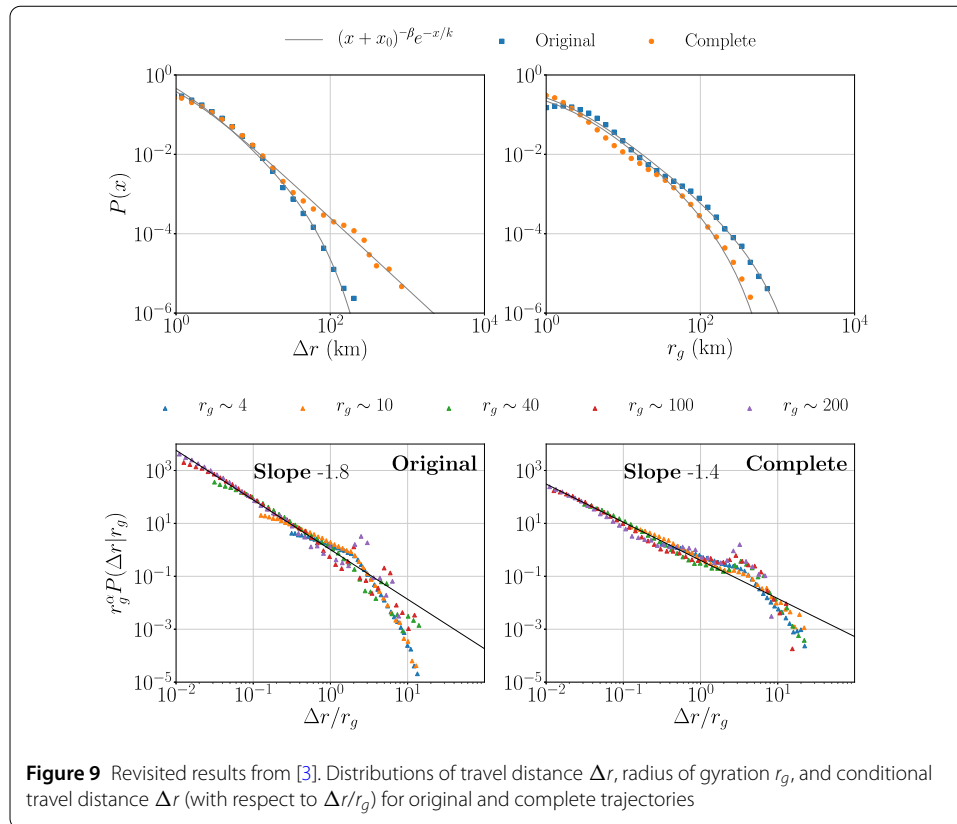 (x + x₀)^{-β}e^{-x/k} Original Complete
10⁰ 10⁰
10⁻² 10⁻²
P(x)
10⁻⁴ 10⁻⁴
10⁻⁶ 10⁻⁶
10⁰ 10² 10⁴ 10⁰ 10² 10⁴
Δr (km) r_g (km)
r_g ∼ 4 r_g ∼ 10 r_g ∼ 40 r_g ∼ 100 r_g ∼ 200
Slope -1.8 Original Slope -1.4 Complete
10³ 10³
10¹ 10¹
r_g^α P(Δr|r_g)
10⁻¹ 10⁻¹
10⁻³ 10⁻³
10⁻⁵ 10⁻⁵
10⁻² 10⁻¹ 10⁰ 10¹ 10⁻² 10⁻¹ 10⁰ 10¹
Δr/r_g Δr/r_g
Figure 9 Revisited results from [3]. Distributions of travel distance Δr, radius of gyration r_g, and conditional
travel distance Δr (with respect to Δr/r_g) for original and complete trajectories